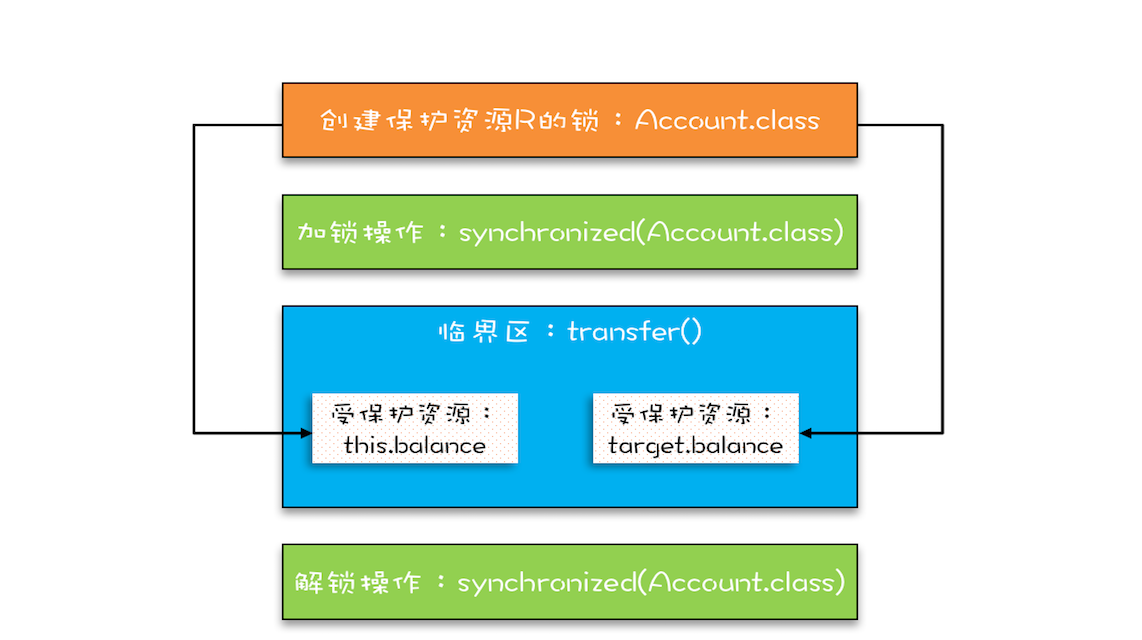 创建保护资源R的锁：Account.class
加锁操作：synchronized(Account.class)
临界区：transfer()
受保护资源：
this.balance
受保护资源：
target.balance
解锁操作：synchronized(Account.class)